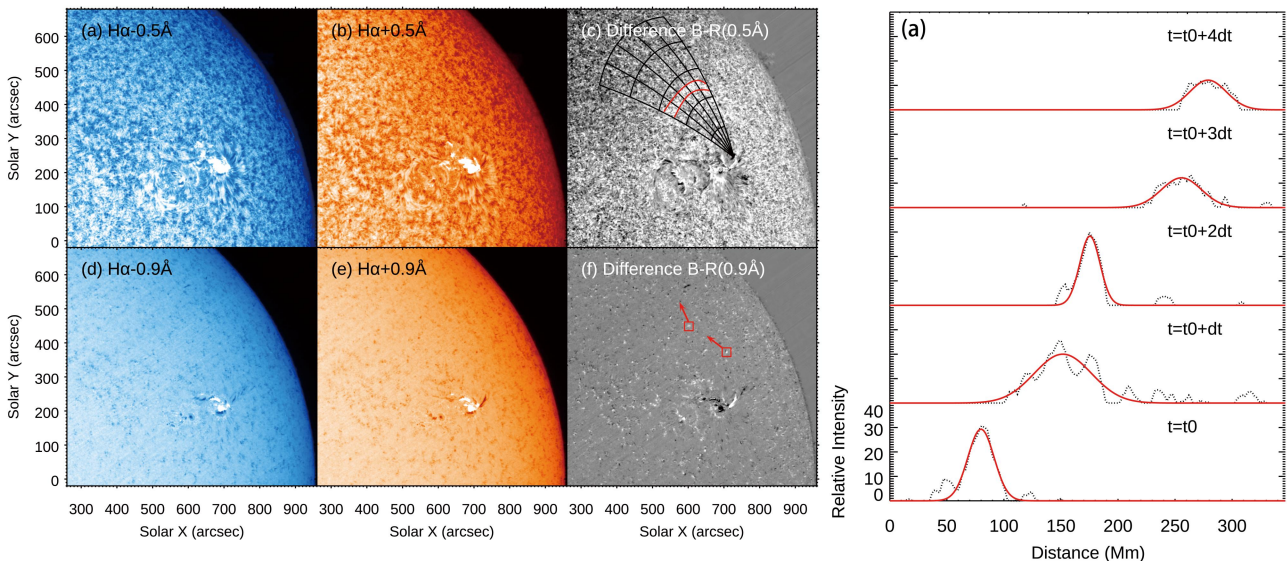 (a) Hα-0.5Å
(b) Hα+0.5Å
(c) Difference B-R(0.5Å)
600
500
400
300
200
100
0
Solar Y (arcsec)
(d) Hα-0.9Å
(e) Hα+0.9Å
(f) Difference B-R(0.9Å)
600
500
400
300
200
100
0
Solar Y (arcsec)
300 400 500 600 700 800 900
300 400 500 600 700 800 900
300 400 500 600 700 800 900
Solar X (arcsec)
Solar X (arcsec)
Solar X (arcsec)
(a)
t=t0+4dt
t=t0+3dt
t=t0+2dt
t=t0+dt
t=t0
40
30
20
10
0
Relative Intensity
0 50 100 150 200 250 300
Distance (Mm)